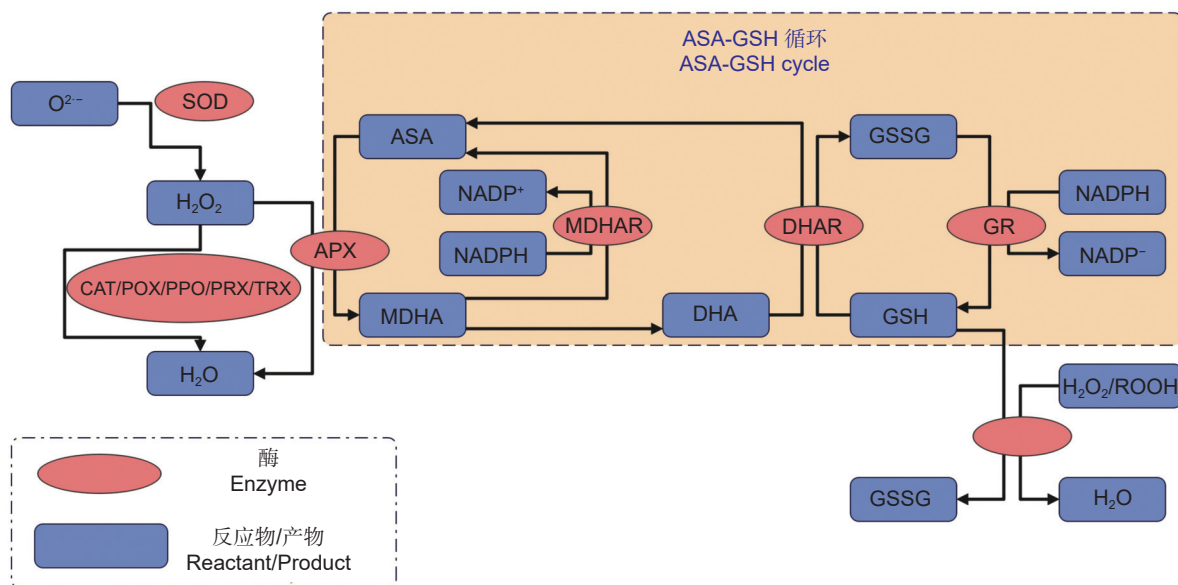 ASA-GSH 循环
ASA-GSH cycle
O²·⁻
SOD
ASA
GSSG
H₂O₂
NADP⁺
NADPH
MDHAR
DHAR
GR
NADPH
APX
NADPH
NADP⁻
CAT/POX/PPO/PRX/TRX
MDHA
DHA
GSH
H₂O
H₂O₂/ROOH
GSSG
H₂O
酶
Enzyme
反应物/产物
Reactant/Product